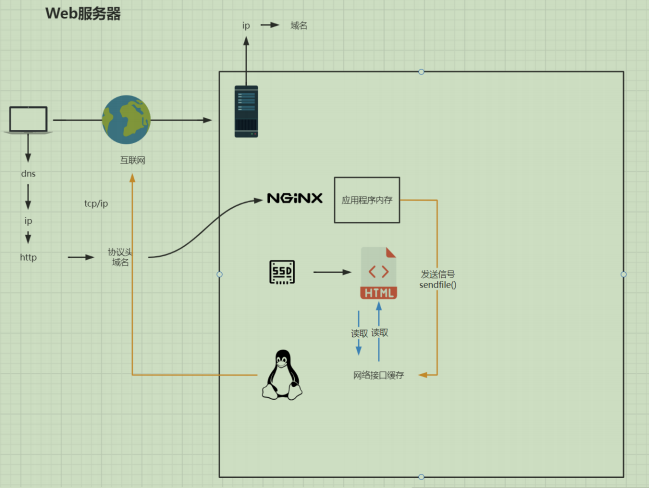 Web服务器
ip
域名
互联网
dns
tcp/ip
ip
http
协议头
域名
NGiNX
应用程序内存
SSD
HTML
发送信号
sendfile()
读取
读取
网络接口缓存